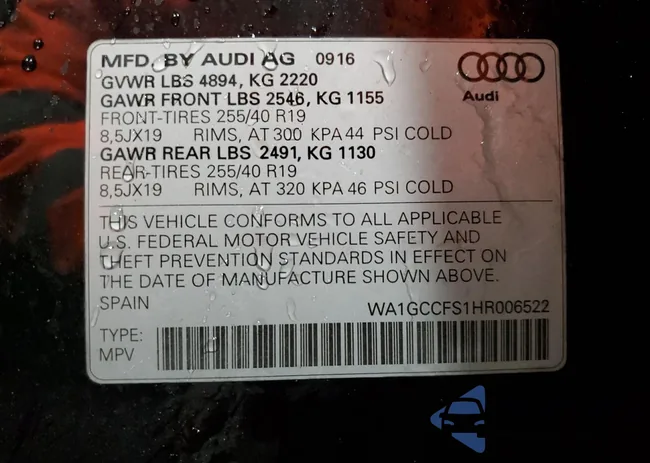 MFD. BY AUDI AG 0916
GVWR LBS 4894, KG 2220
GAWR FRONT LBS 2546, KG 1155
FRONT-TIRES 255/40 R19
8,5JX19 RIMS, AT 300 KPA 44 PSI COLD
GAWR REAR LBS 2491, KG 1130
REAR-TIRES 255/40 R19
8,5JX19 RIMS, AT 320 KPA 46 PSI COLD
Audi
THIS VEHICLE CONFORMS TO ALL APPLICABLE
U.S. FEDERAL MOTOR VEHICLE SAFETY AND
THEFT PREVENTION STANDARDS IN EFFECT ON
THE DATE OF MANUFACTURE SHOWN ABOVE.
SPAIN WA1GCCFS1HR006522
TYPE:
MPV